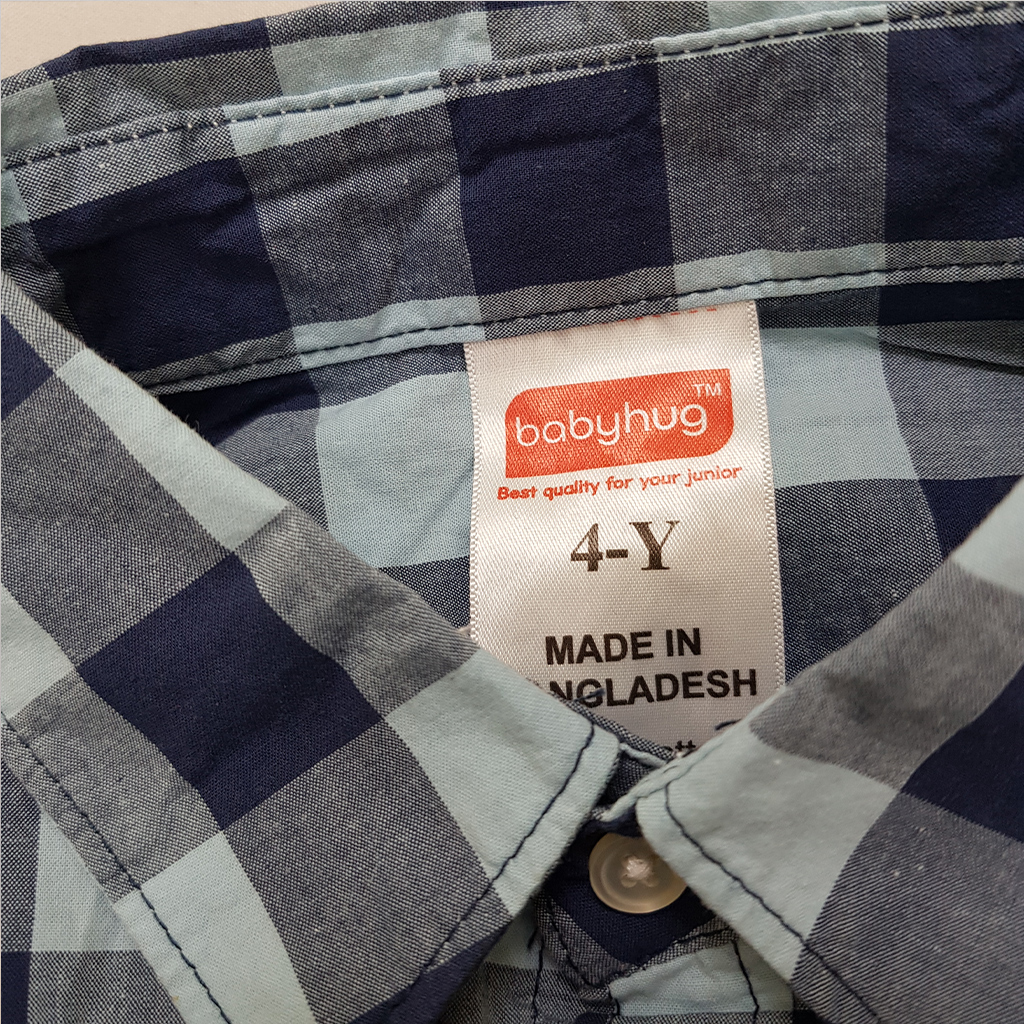 babyhug™
Best quality for your junior
4-Y
MADE IN
NGLADESH